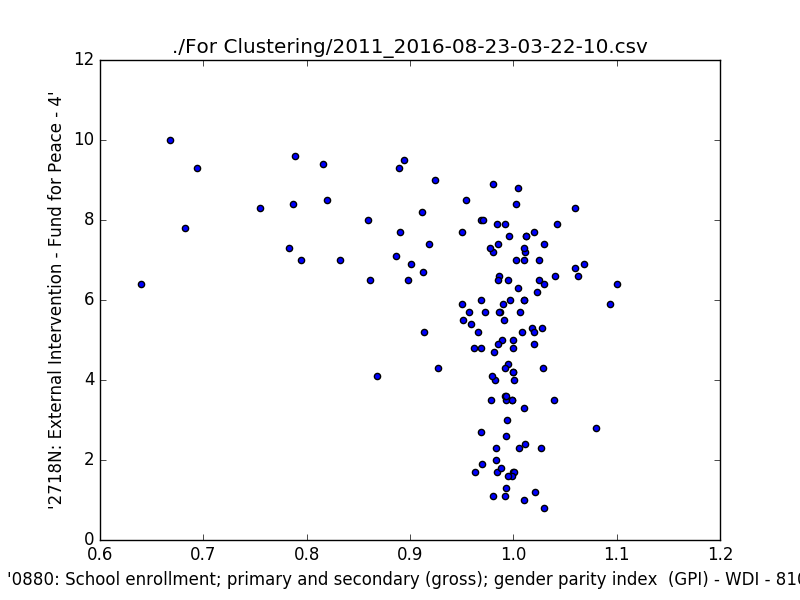 ./For Clustering/2011_2016-08-23-03-22-10.csv
'2718N: External Intervention - Fund for Peace - 4'
12
10
8
6
4
2
0
0.6 0.7 0.8 0.9 1.0 1.1 1.2
'0880: School enrollment; primary and secondary (gross); gender parity index  (GPI) - WDI - 810